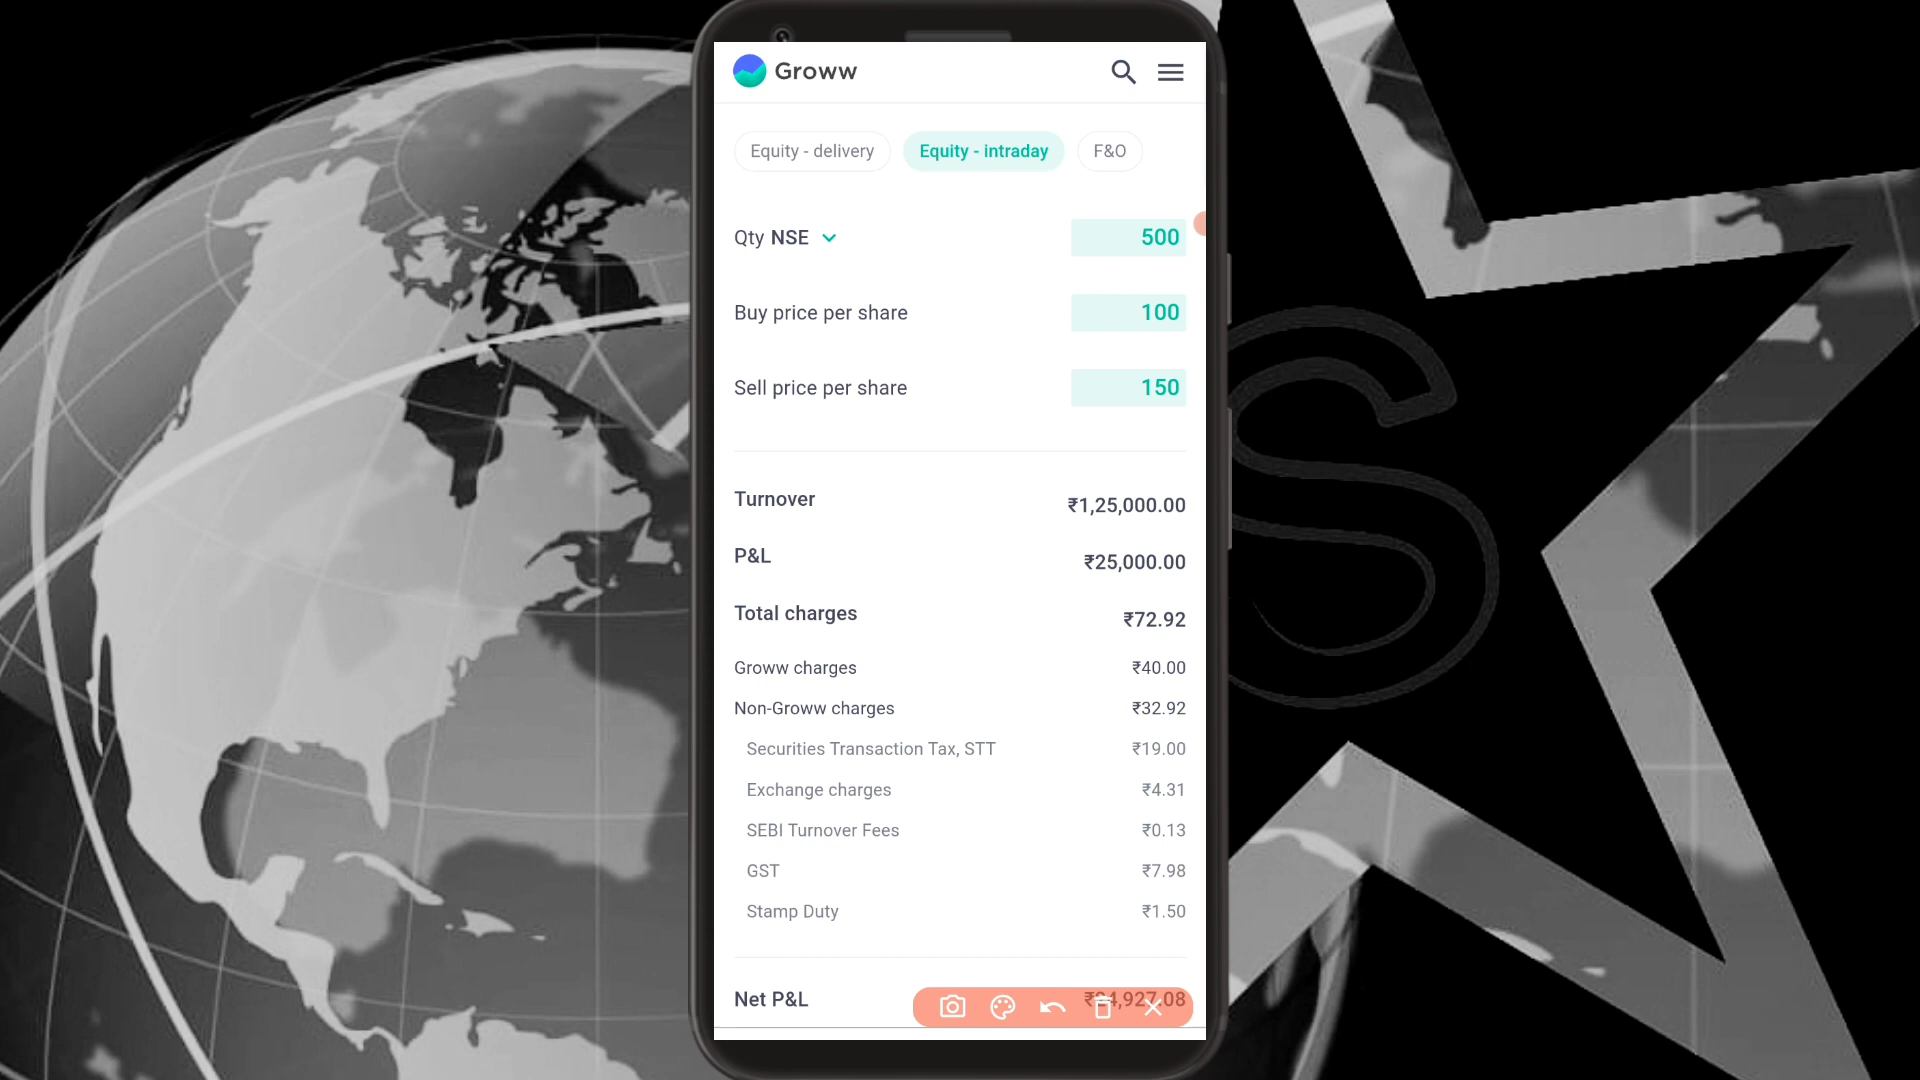 Groww
Equity - delivery Equity - intraday F&O
Qty NSE 500
Buy price per share 100
Sell price per share 150
Turnover ₹1,25,000.00
P&L ₹25,000.00
Total charges ₹72.92
Groww charges ₹40.00
Non-Groww charges ₹32.92
Securities Transaction Tax, STT ₹19.00
Exchange charges ₹4.31
SEBI Turnover Fees ₹0.13
GST ₹7.98
Stamp Duty ₹1.50
Net P&L ₹24,927.08
S